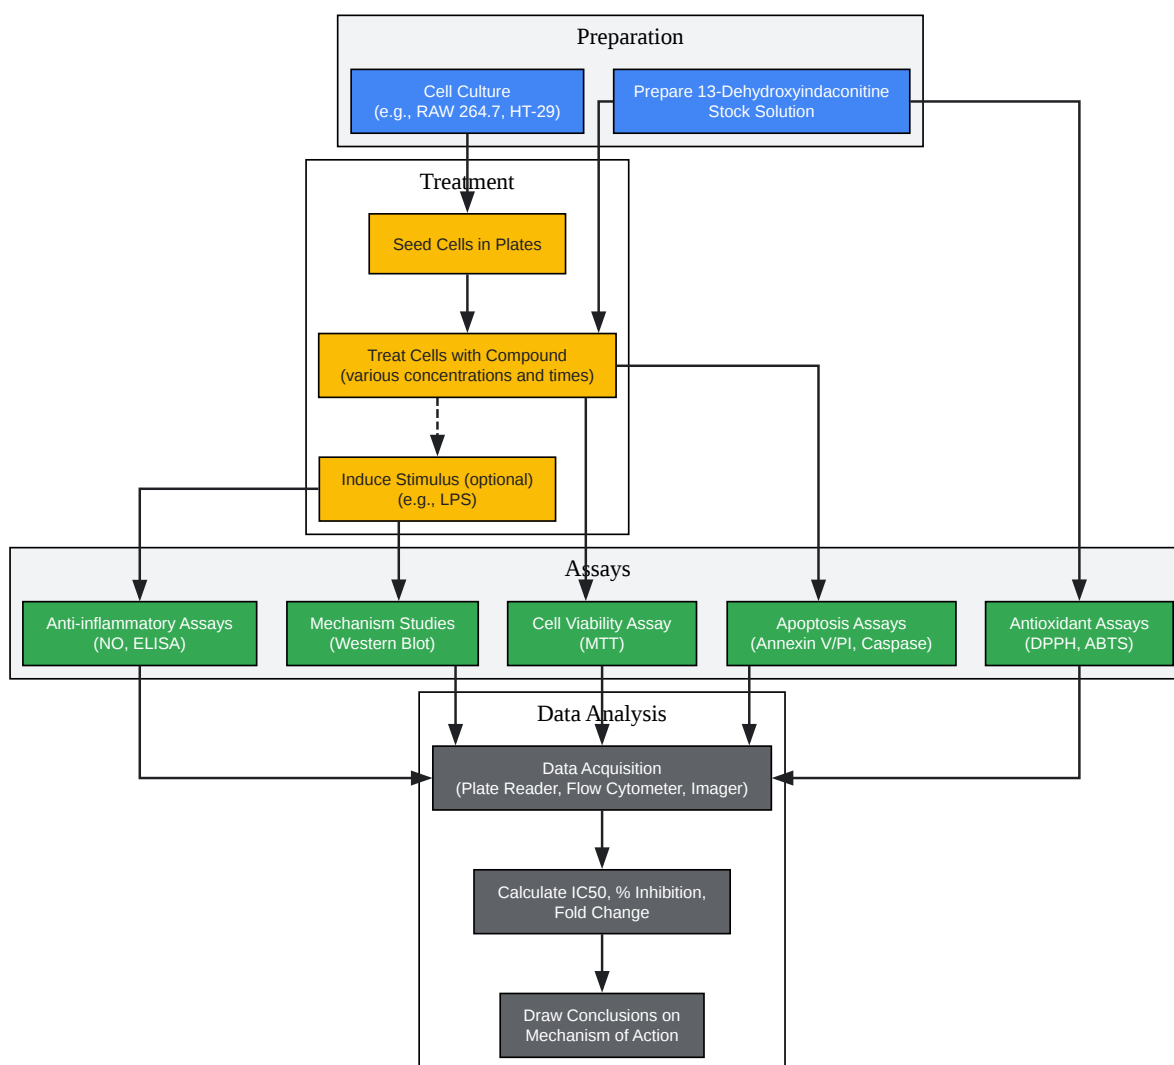 Preparation
Cell Culture
(e.g., RAW 264.7, HT-29)
Prepare 13-Dehydroxyindaconitine
Stock Solution
Treatment
Seed Cells in Plates
Treat Cells with Compound
(various concentrations and times)
Induce Stimulus (optional)
(e.g., LPS)
Assays
Anti-inflammatory Assays
(NO, ELISA)
Mechanism Studies
(Western Blot)
Cell Viability Assay
(MTT)
Apoptosis Assays
(Annexin V/PI, Caspase)
Antioxidant Assays
(DPPH, ABTS)
Data Analysis
Data Acquisition
(Plate Reader, Flow Cytometer, Imager)
Calculate IC50, % Inhibition,
Fold Change
Draw Conclusions on
Mechanism of Action